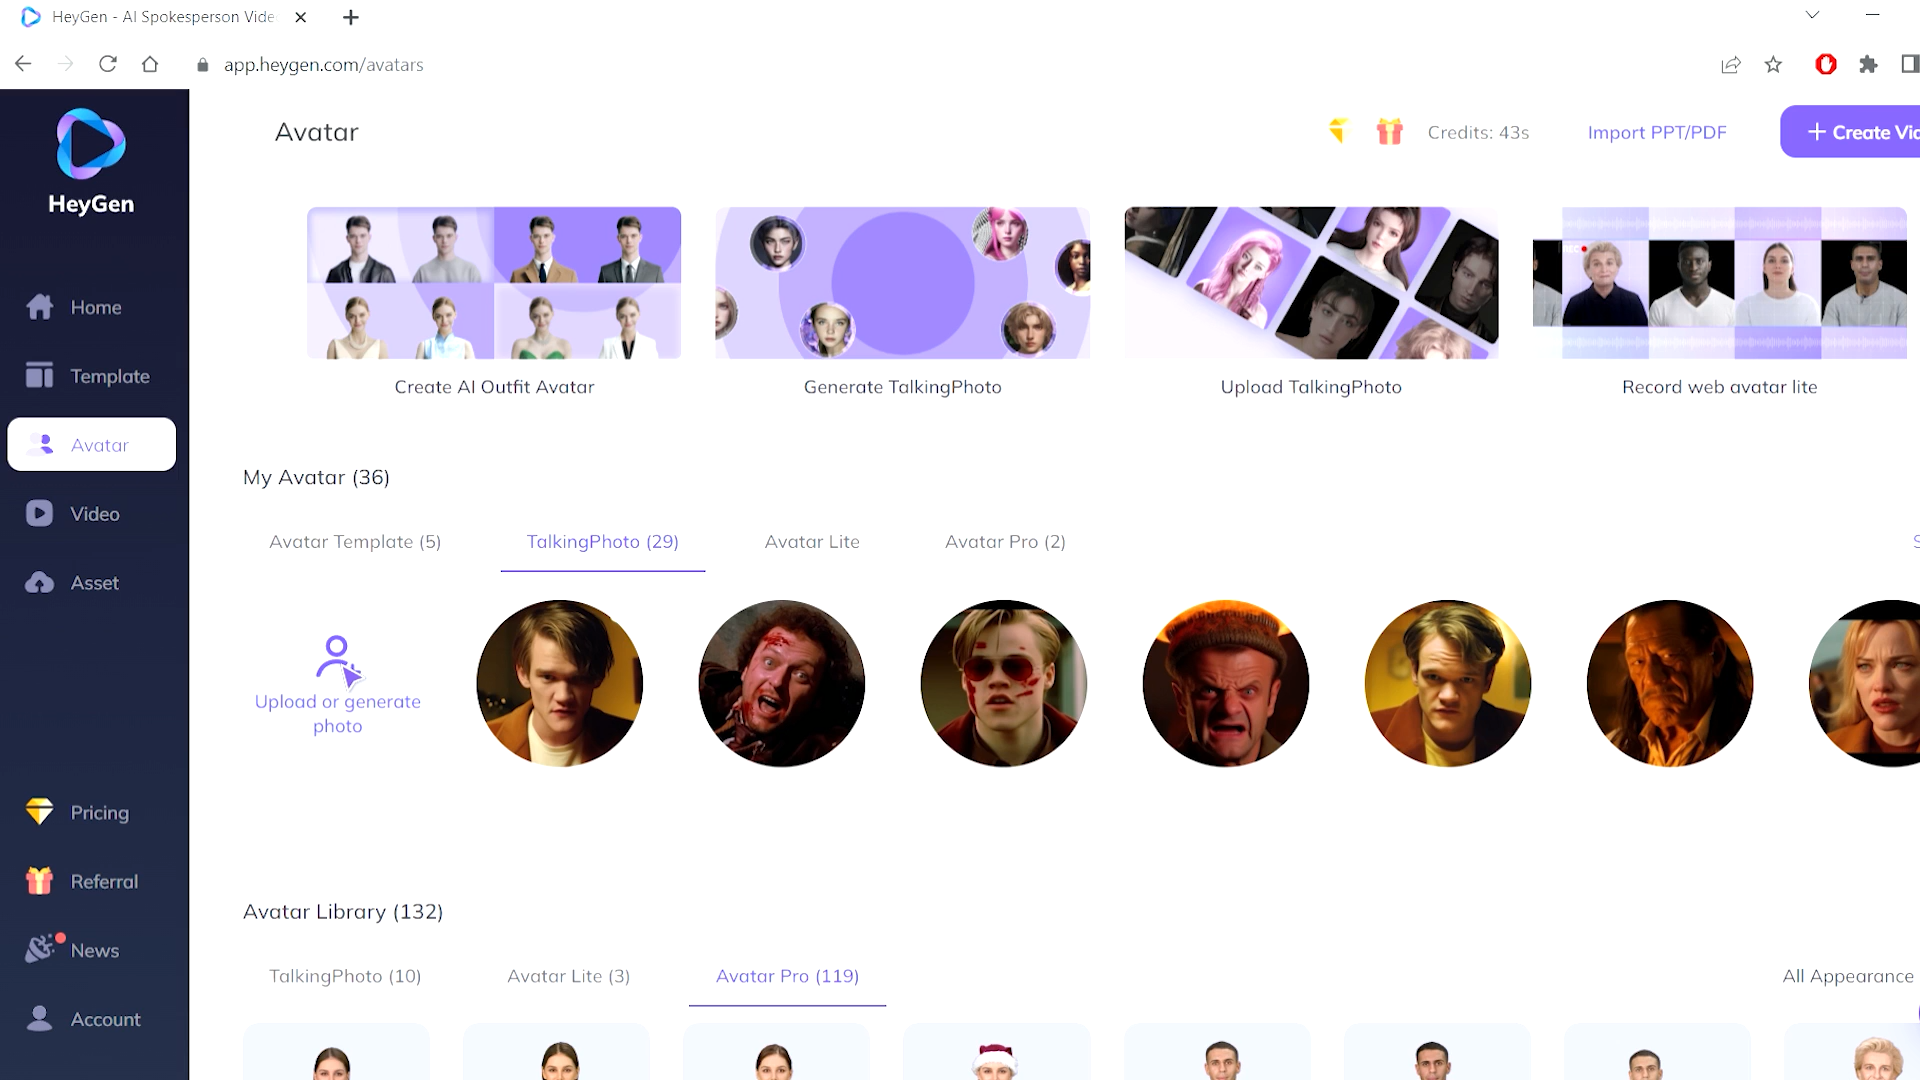 HeyGen - AI Spokesperson Vide
app.heygen.com/avatars
HeyGen
Avatar
Credits: 43s
Import PPT/PDF
+ Create Vid
Home
Template
Avatar
Video
Asset
Pricing
Referral
News
Account
Create AI Outfit Avatar
Generate TalkingPhoto
REC
Upload TalkingPhoto
Record web avatar lite
My Avatar (36)
Avatar Template (5)
TalkingPhoto (29)
Avatar Lite
Avatar Pro (2)
S
Upload or generate
photo
Avatar Library (132)
TalkingPhoto (10)
Avatar Lite (3)
Avatar Pro (119)
All Appearance